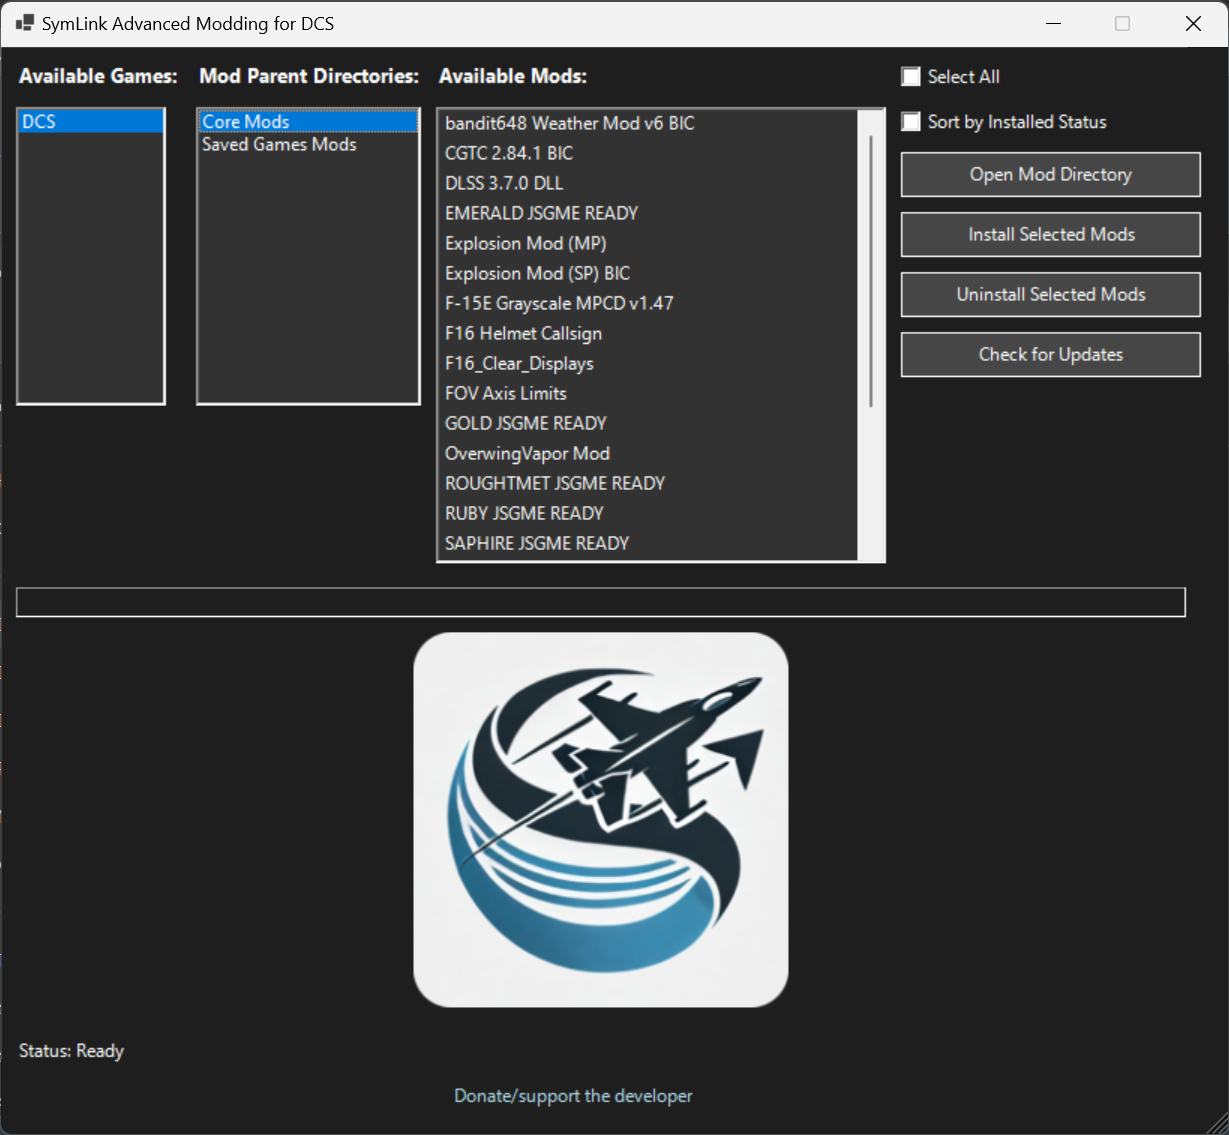 SymLink Advanced Modding for DCS
Available Games:
DCS
Mod Parent Directories:
Core Mods
Saved Games Mods
Available Mods:
bandit648 Weather Mod v6 BIC
CGTC 2.84.1 BIC
DLSS 3.7.0 DLL
EMERALD JSGME READY
Explosion Mod (MP)
Explosion Mod (SP) BIC
F-15E Grayscale MPCD v1.47
F16 Helmet Callsign
F16_Clear_Displays
FOV Axis Limits
GOLD JSGME READY
OverwingVapor Mod
ROUGHTMET JSGME READY
RUBY JSGME READY
SAPHIRE JSGME READY
Select All
Sort by Installed Status
Open Mod Directory
Install Selected Mods
Uninstall Selected Mods
Check for Updates
Status: Ready
Donate/support the developer